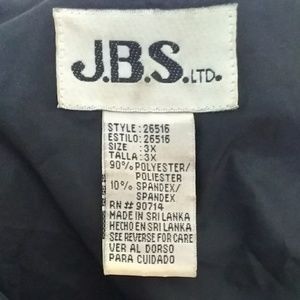 J.B.S. LTD.
STYLE: 26516
ESTILO: 26516
SIZE : 3X
TALLA : 3X
90% POLYESTER/
POLIESTER
10% SPANDEX/
SPANDEX
RN # 90714
MADE IN SRI LANKA
HECHO EN SRI LANKA
SEE REVERSE FOR CARE
VER AL DORSO
PARA CUIDADO